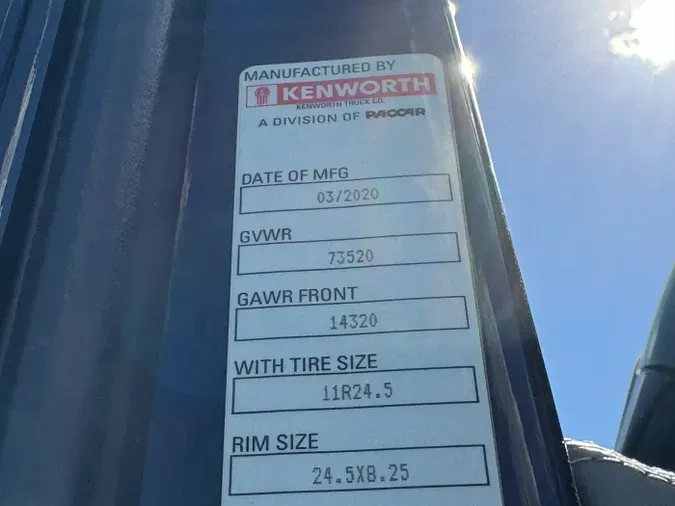 MANUFACTURED BY
KENWORTH
KENWORTH TRUCK CO.
A DIVISION OF PACCAR
DATE OF MFG
03/2020
GVWR
73520
GAWR FRONT
14320
WITH TIRE SIZE
11R24.5
RIM SIZE
24.5X8.25